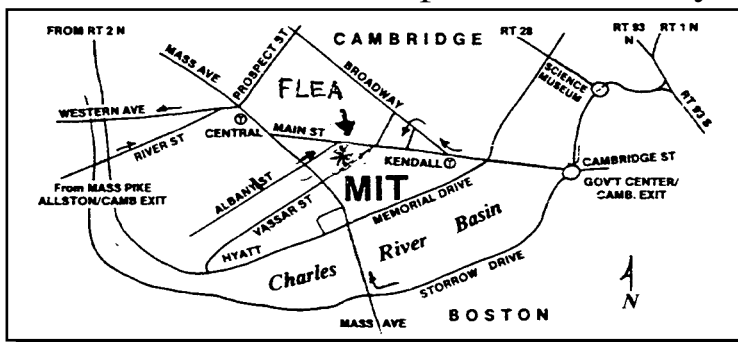 FROM RT 2 N
MASS AVE
PROSPECT ST
CAMBRIDGE
RT 28
RT 93
N
RT 1 N
SCIENCE
MUSEUM
RT 93 S
FLEA
BROADWAY
WESTERN AVE
T
CENTRAL
MAIN ST
RIVER ST
KENDALL T
CAMBRIDGE ST
From MASS PIKE
ALLSTON/CAMB EXIT
ALBANY ST
MIT
GOV'T CENTER/
CAMB. EXIT
VASSAR ST
MEMORIAL DRIVE
HYATT
Charles River Basin
STORROW DRIVE
N
MASS AVE
BOSTON